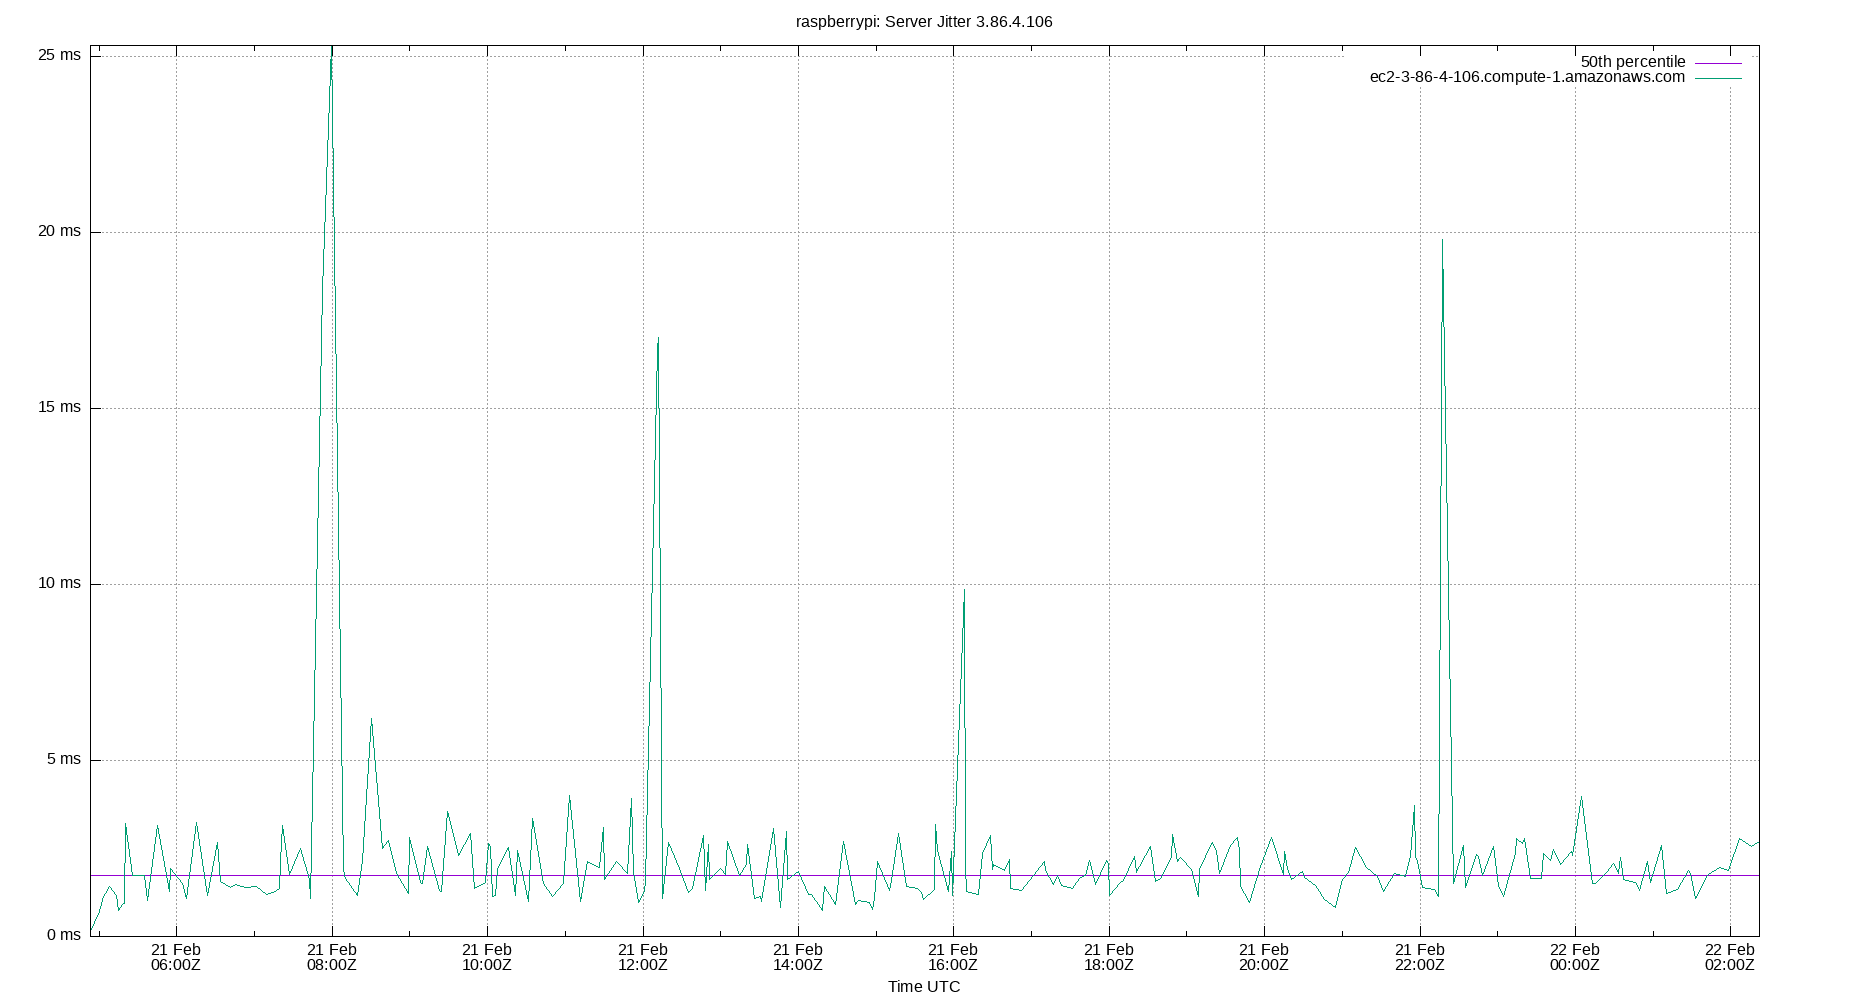 raspberrypi: Server Jitter 3.86.4.106
25 ms
20 ms
15 ms
10 ms
5 ms
0 ms
50th percentile
ec2-3-86-4-106.compute-1.amazonaws.com
21 Feb
06:00Z
21 Feb
08:00Z
21 Feb
10:00Z
21 Feb
12:00Z
21 Feb
14:00Z
21 Feb
16:00Z
21 Feb
18:00Z
21 Feb
20:00Z
21 Feb
22:00Z
22 Feb
00:00Z
22 Feb
02:00Z
Time UTC